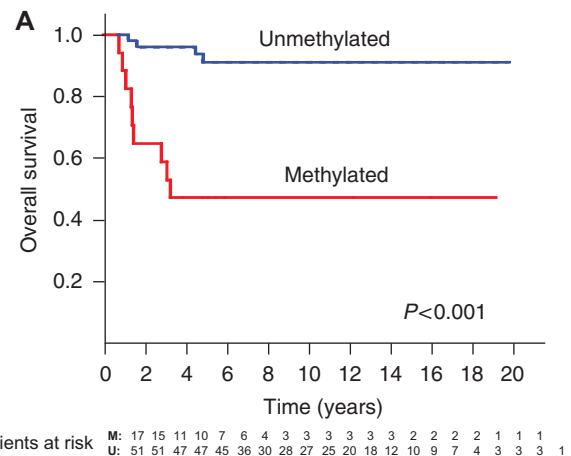 A
1.0
Unmethylated
0.8
0.6
Methylated
0.4
0.2
P<0.001
Overall survival
0 2 4 6 8 10 12 14 16 18 20
Time (years)
ients at risk
M: 17 15 11 10 7 6 4 3 3 3 3 3 3 2 2 2 2 1 1 1
U: 51 51 47 47 45 36 30 28 27 25 20 18 12 10 9 7 4 3 3 3 1